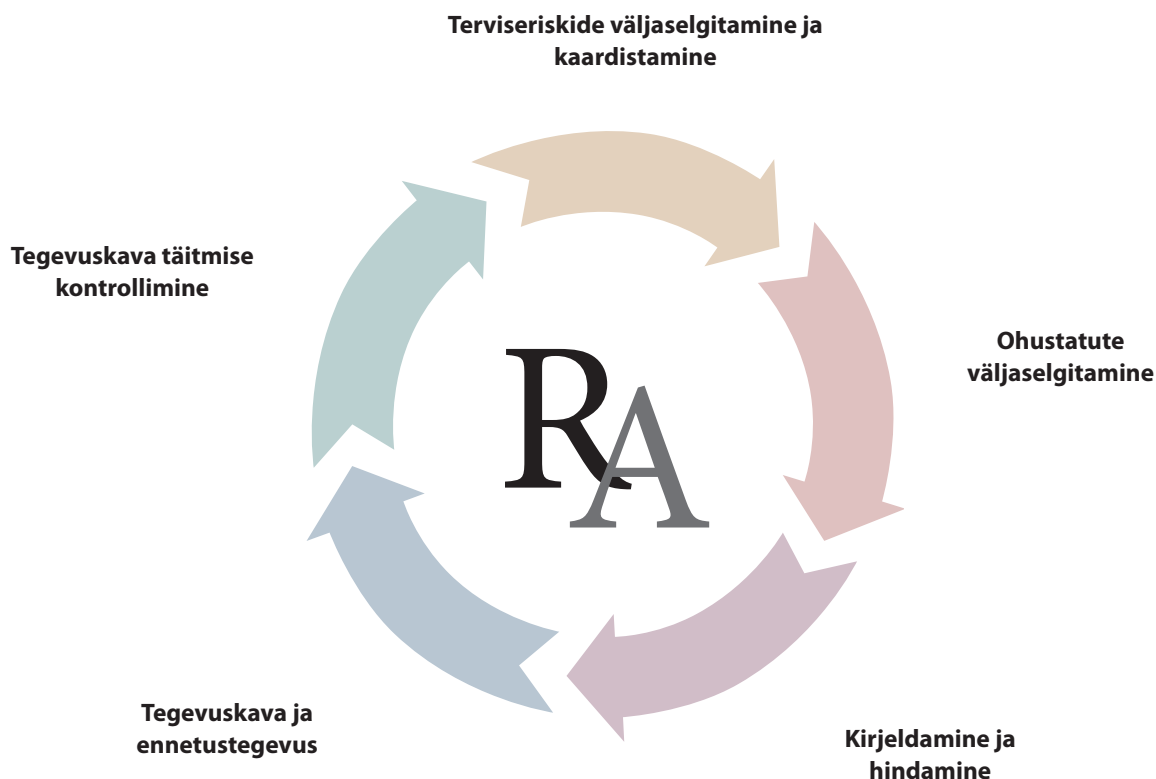 Terviseriskide väljaselgitamine ja
kaardistamine
Ohustatute
väljaselgitamine
Kirjeldamine ja
hindamine
Tegevuskava ja
ennetustegevus
Tegevuskava täitmise
kontrollimine
RA